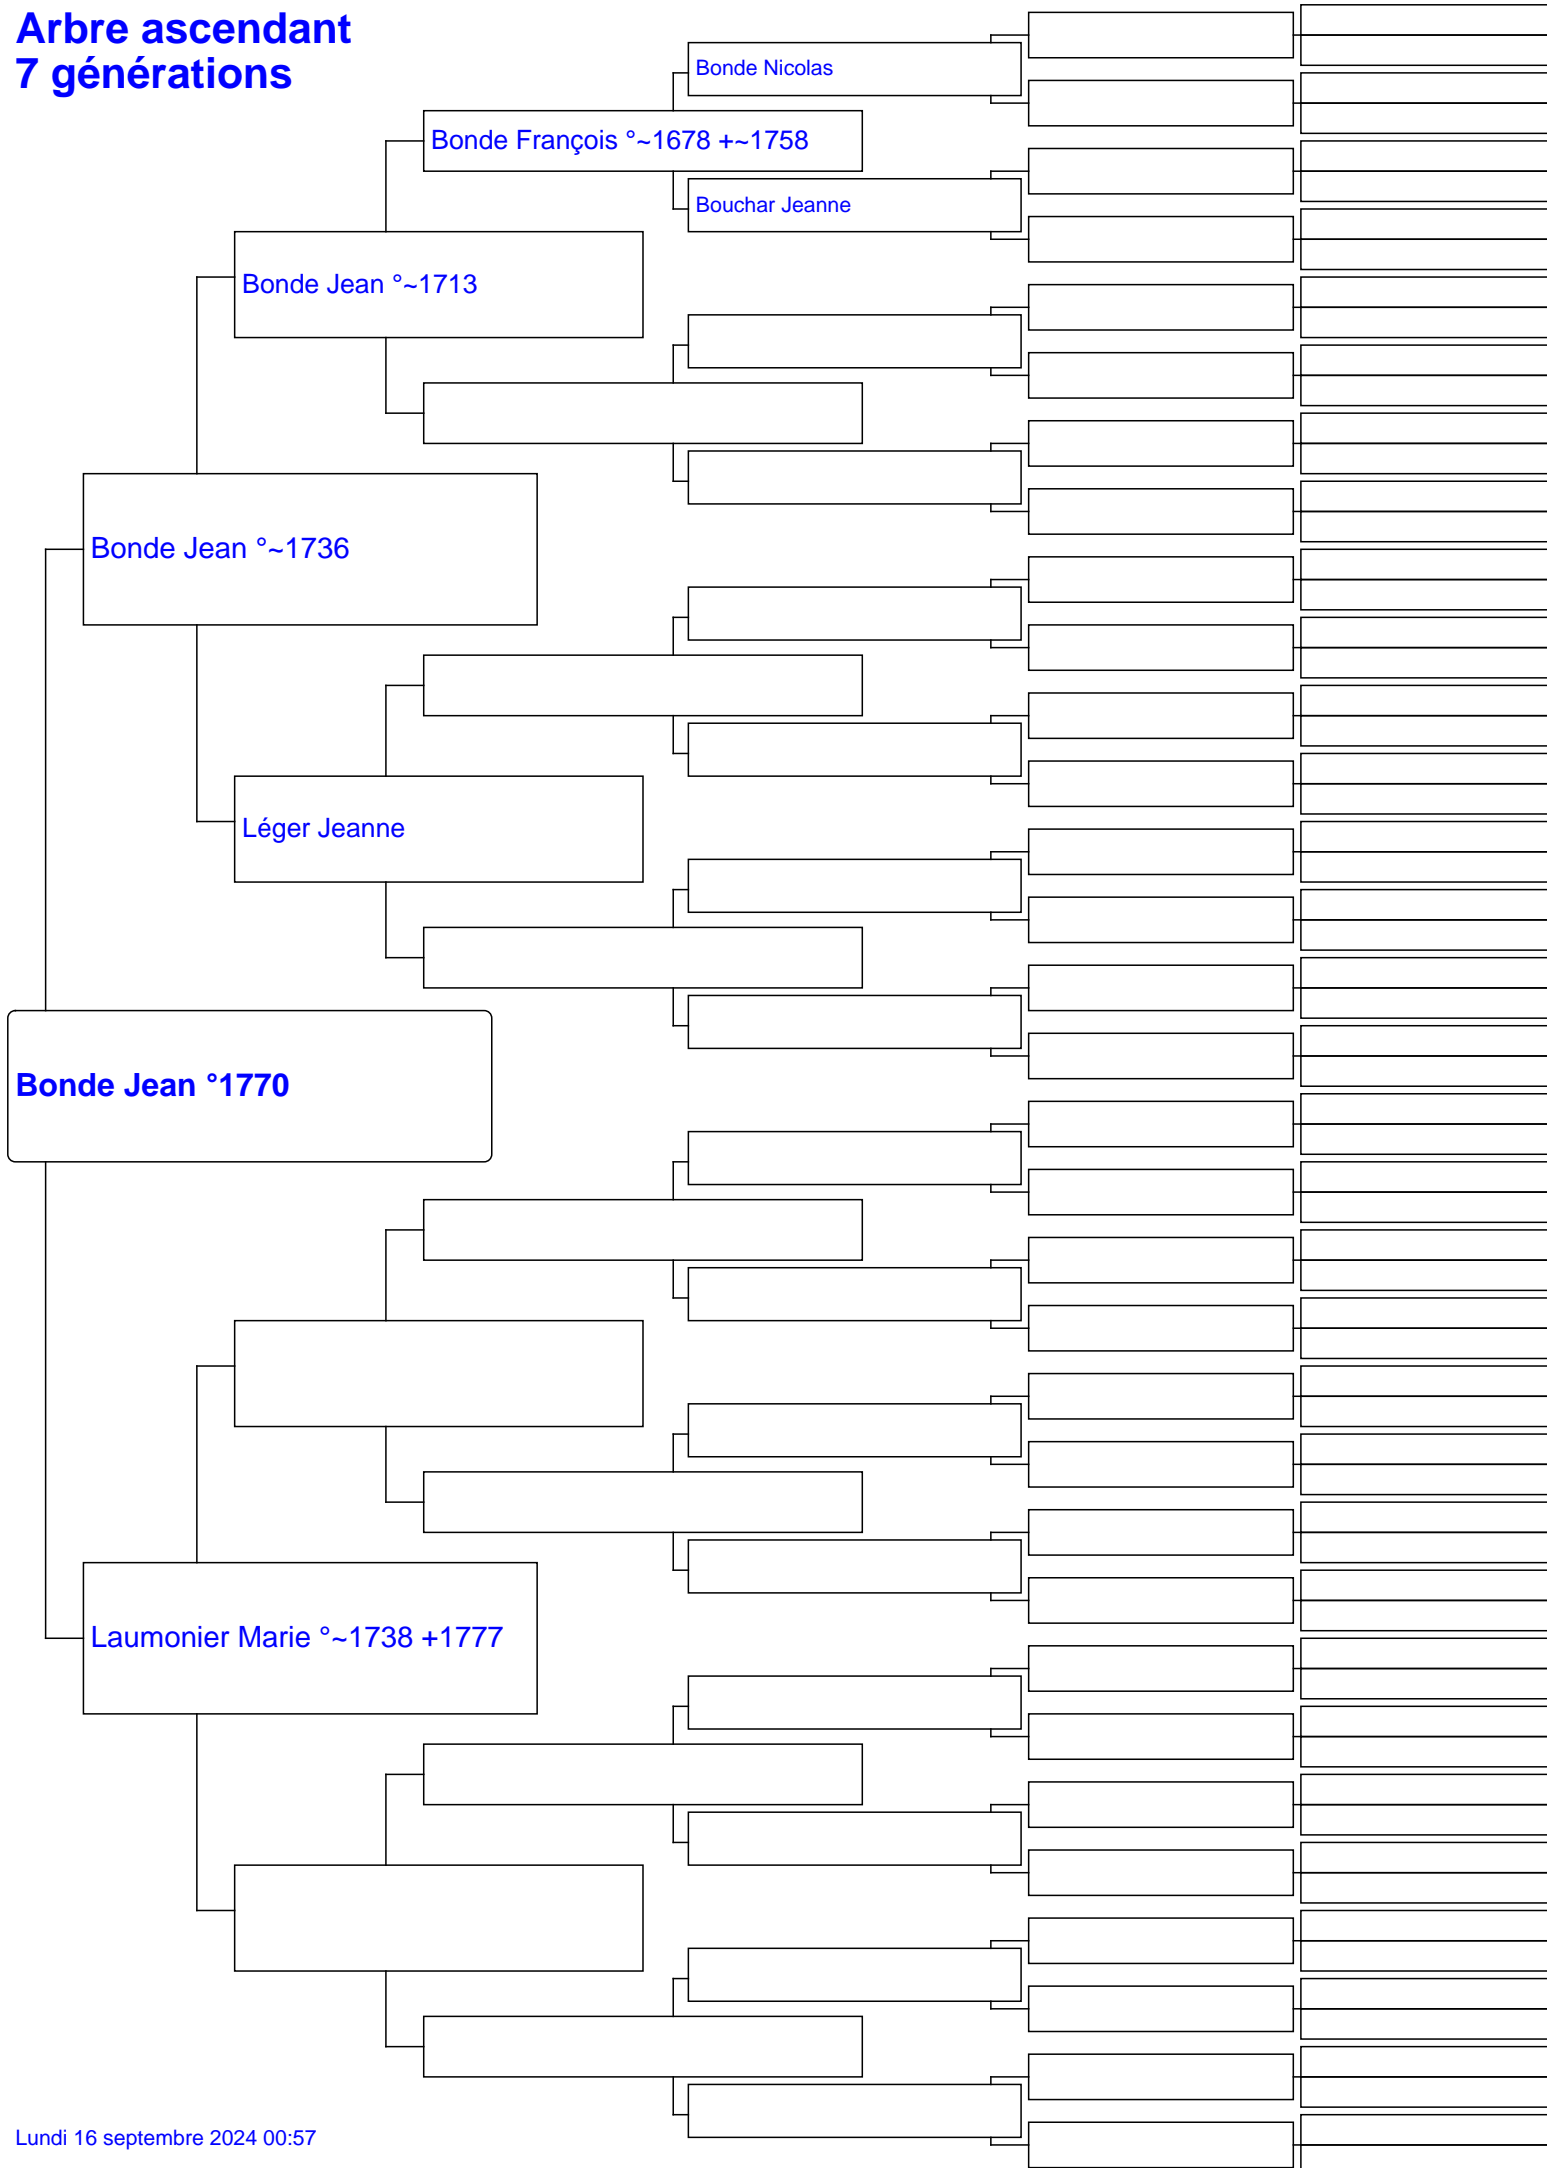 Arbre ascendant
7 générations
Bonde Nicolas
Bonde François °~1678 +~1758
Bouchar Jeanne
Bonde Jean °~1713
Bonde Jean °~1736
Léger Jeanne
Bonde Jean °1770
Laumonier Marie °~1738 +1777
Lundi 16 septembre 2024 00:57